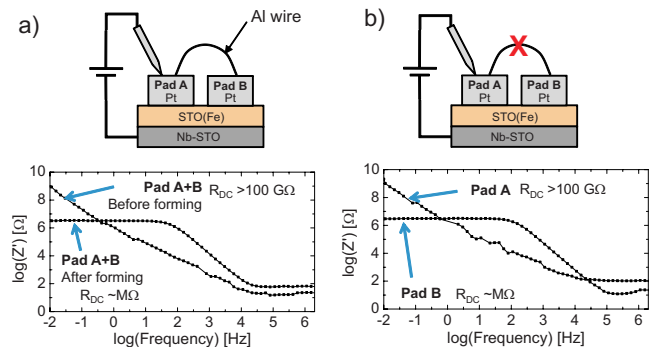 a)
Al wire
Pad A
Pt
Pad B
Pt
STO(Fe)
Nb-STO
10
8
6
4
2
0
log(Z') [Ω]
Pad A+B R_DC >100 GΩ
Before forming
Pad A+B
After forming
R_DC ~MΩ
-2 -1 0 1 2 3 4 5 6
log(Frequency) [Hz]
b)
X
Pad A
Pt
Pad B
Pt
STO(Fe)
Nb-STO
10
8
6
4
2
0
log(Z') [Ω]
Pad A R_DC >100 GΩ
Pad B R_DC ~MΩ
-2 -1 0 1 2 3 4 5 6
log(Frequency) [Hz]